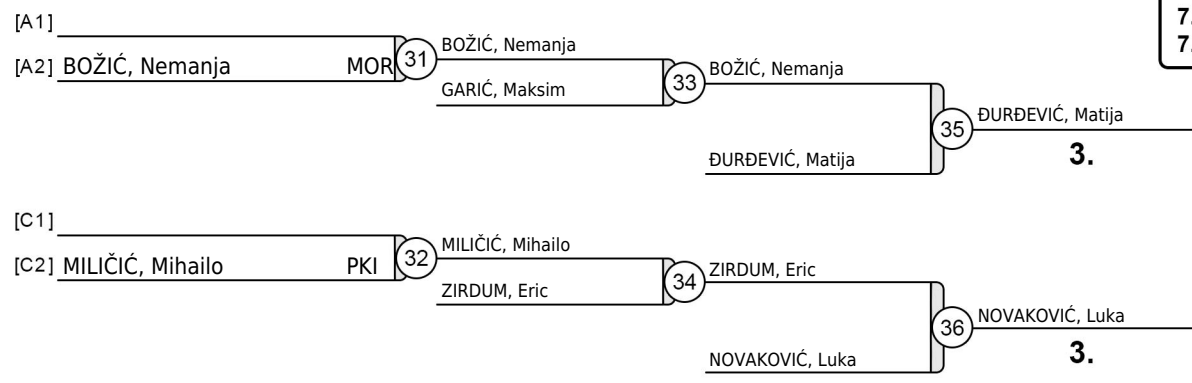 [A1]
[A2] BOŽIĆ, Nemanja MOR
31
BOŽIĆ, Nemanja
GARIĆ, Maksim
33
BOŽIĆ, Nemanja
ĐURĐEVIĆ, Matija
35
ĐURĐEVIĆ, Matija
3.
7.
7.
[C1]
[C2] MILIČIĆ, Mihailo PKI
32
MILIČIĆ, Mihailo
ZIRDUM, Eric
34
ZIRDUM, Eric
NOVAKOVIĆ, Luka
36
NOVAKOVIĆ, Luka
3.